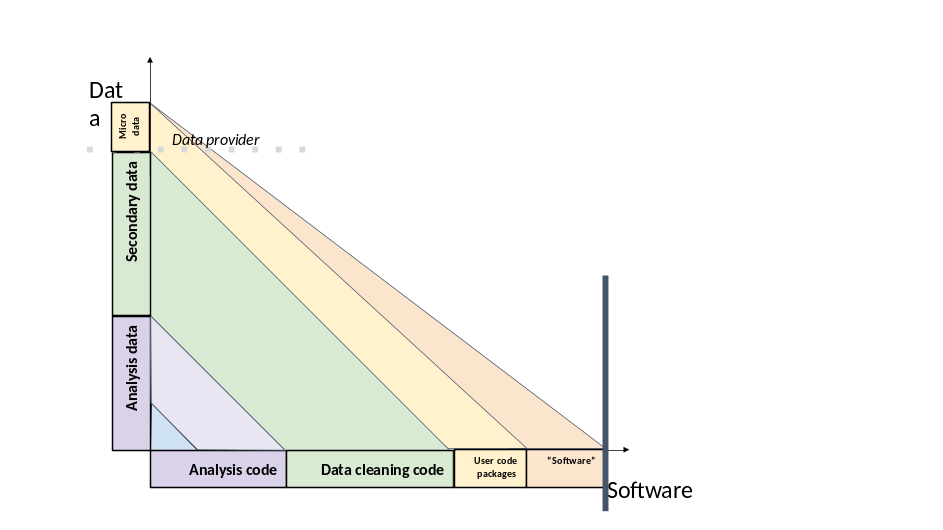 Dat
a
Micro
data
Data provider
Secondary data
Analysis data
Analysis code
Data cleaning code
User code
packages
“Software”
Software